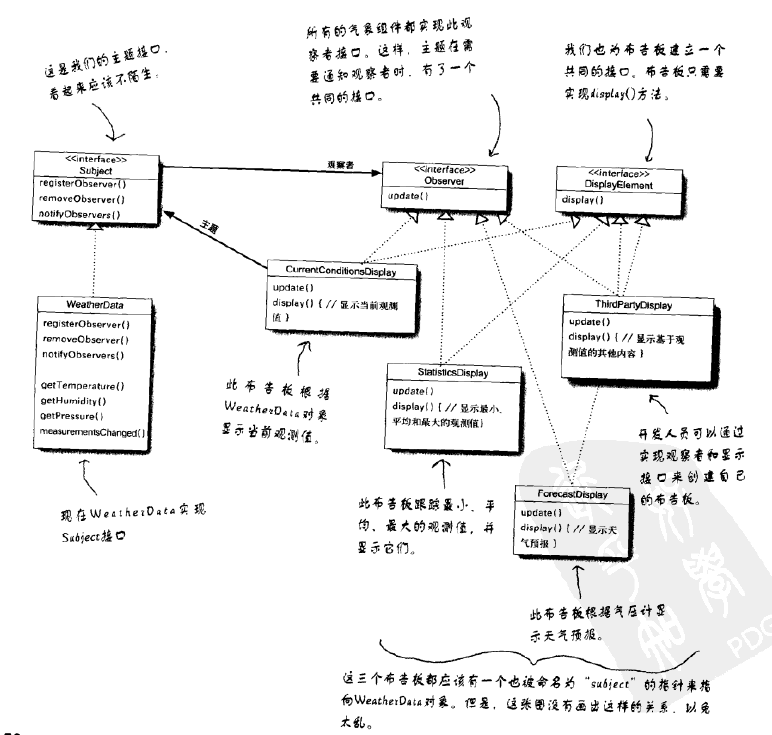 这是我们的主题接口，
看起来应该不陌生。
所有的气象组件都实现此观
察者接口。这样，主题在需
要通知观察者时，有了一个
共同的接口。
我们也为布告板建立一个
共同的接口。布告板只需要
实现display()方法。
<<interface>>
Subject
registerObserver()
removeObserver()
notifyObservers()
观察者
<<interface>>
Observer
update()
<<interface>>
DisplayElement
display()
主题
WeatherData
registerObserver()
removeObserver()
notifyObservers()
getTemperature()
getHumidity()
getPressure()
measurementsChanged()
CurrentConditionsDisplay
update()
display() { // 显示当前观测
值 }
ThirdPartyDisplay
update()
display() { // 显示基于观
测值的其他内容 }
StatisticsDisplay
update()
display() { // 显示最小、
平均和最大的观测值}
此布告板根据
WeatherData对象
显示当前观测值。
开发人员可以通过
实现观察者和显示
接口来创建自己
的布告板。
现在WeatherData实现
Subject接口
此布告板跟踪最小、平
均、最大的观测值，并
显示它们。
ForecastDisplay
update()
display() { // 显示天
气预报 }
此布告板根据气压计显
示天气预报。
这三个布告板都应该有一个也被命名为“subject”的指针来指
向WeatherData对象。但是，这张图没有画出这样的关系，以免
太乱。
PDG